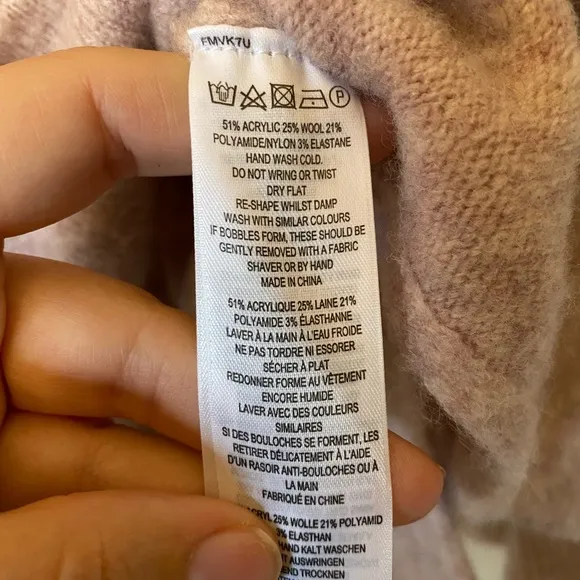 FMVK7U
P
51% ACRYLIC 25% WOOL 21%
POLYAMIDE/NYLON 3% ELASTANE
HAND WASH COLD.
DO NOT WRING OR TWIST
DRY FLAT
RE-SHAPE WHILST DAMP
WASH WITH SIMILAR COLOURS
IF BOBBLES FORM, THESE SHOULD BE
GENTLY REMOVED WITH A FABRIC
SHAVER OR BY HAND
MADE IN CHINA
51% ACRYLIQUE 25% LAINE 21%
POLYAMIDE 3% ÉLASTHANNE
LAVER À LA MAIN À L'EAU FROIDE
NE PAS TORDRE NI ESSORER
SÉCHER À PLAT
REDONNER FORME AU VÊTEMENT
ENCORE HUMIDE
LAVER AVEC DES COULEURS
SIMILAIRES
SI DES BOULOCHES SE FORMENT, LES
RETIRER DÉLICATEMENT À L'AIDE
D'UN RASOIR ANTI-BOULOCHES OU À
LA MAIN
FABRIQUÉ EN CHINE
ACRYL 25% WOLLE 21% POLYAMID
3% ELASTHAN
HAND KALT WASCHEN
AUSWRINGEN
TROCKNEN